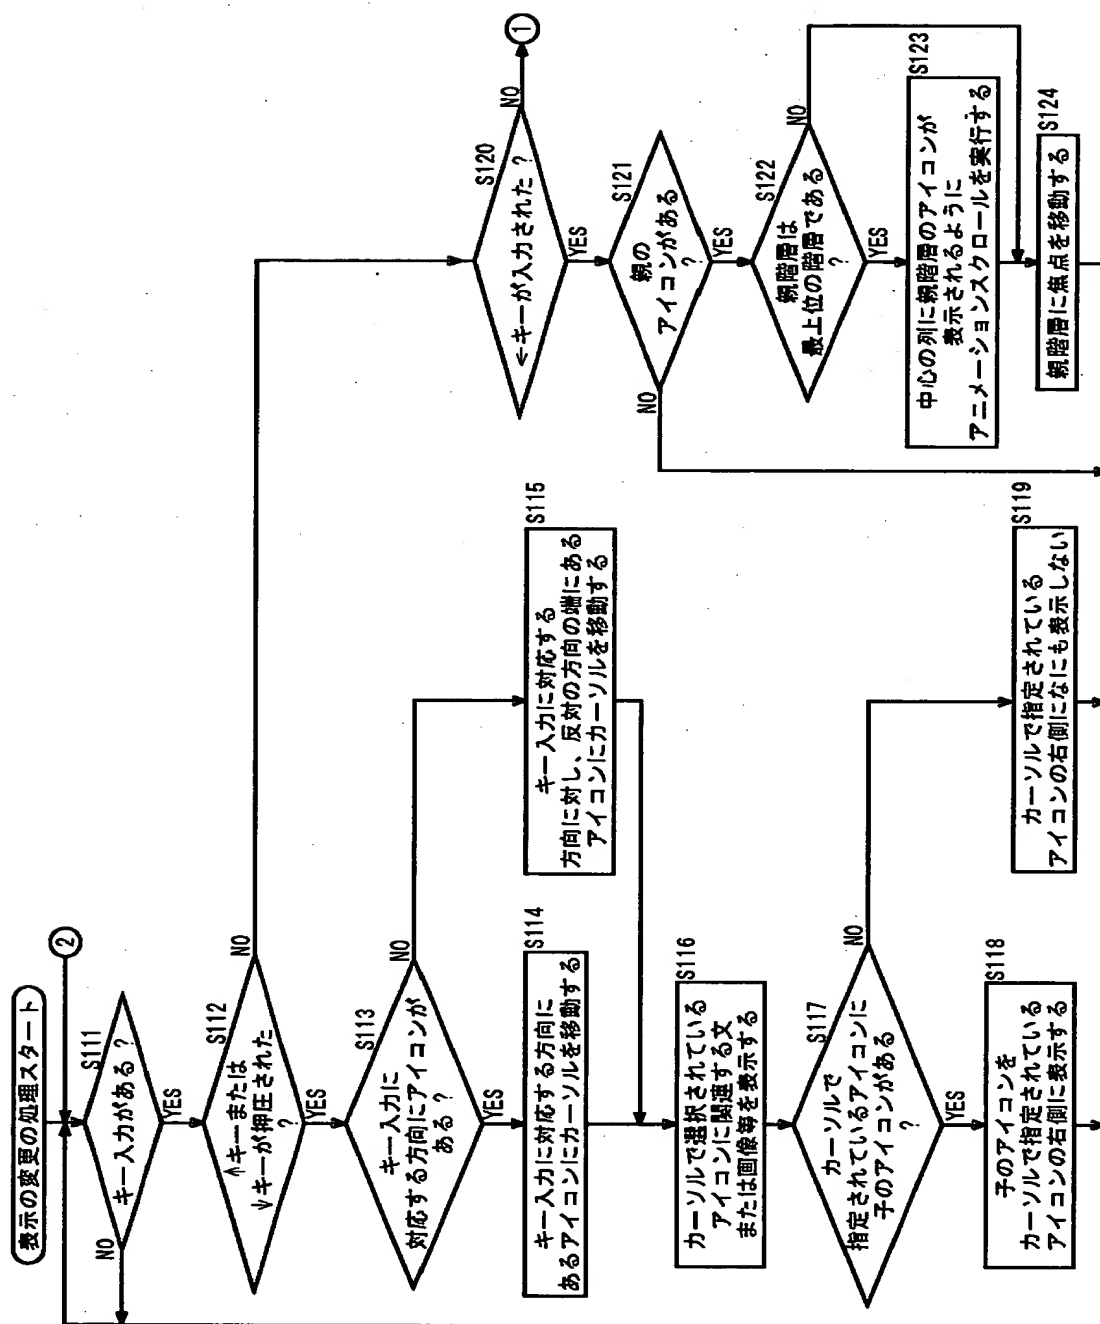 表示の変更の処理スタート
②
S111
キー入力がある?
NO
YES
S112
↑キーまたは
↓キーが押圧された
?
NO
YES
S113
キー入力に
対応する方向にアイコンが
ある?
NO
YES
S114
キー入力に対応する方向に
あるアイコンにカーソルを移動する
S115
キー入力に対応する
方向に対し、反対の方向の端にある
アイコンにカーソルを移動する
S116
カーソルで選択されている
アイコンに関連する文
または画像等を表示する
S117
カーソルで
指定されているアイコンに
子のアイコンがある
?
NO
YES
S118
子のアイコンを
カーソルで指定されている
アイコンの右側に表示する
S119
カーソルで指定されている
アイコンの右側になにも表示しない
S120
←キーが入力された?
NO
①
YES
S121
親の
アイコンがある
?
NO
YES
S122
親階層は
最上位の階層である
?
NO
YES
S123
中心の列に親階層のアイコンが
表示されるように
アニメーションスクロールを実行する
S124
親階層に焦点を移動する